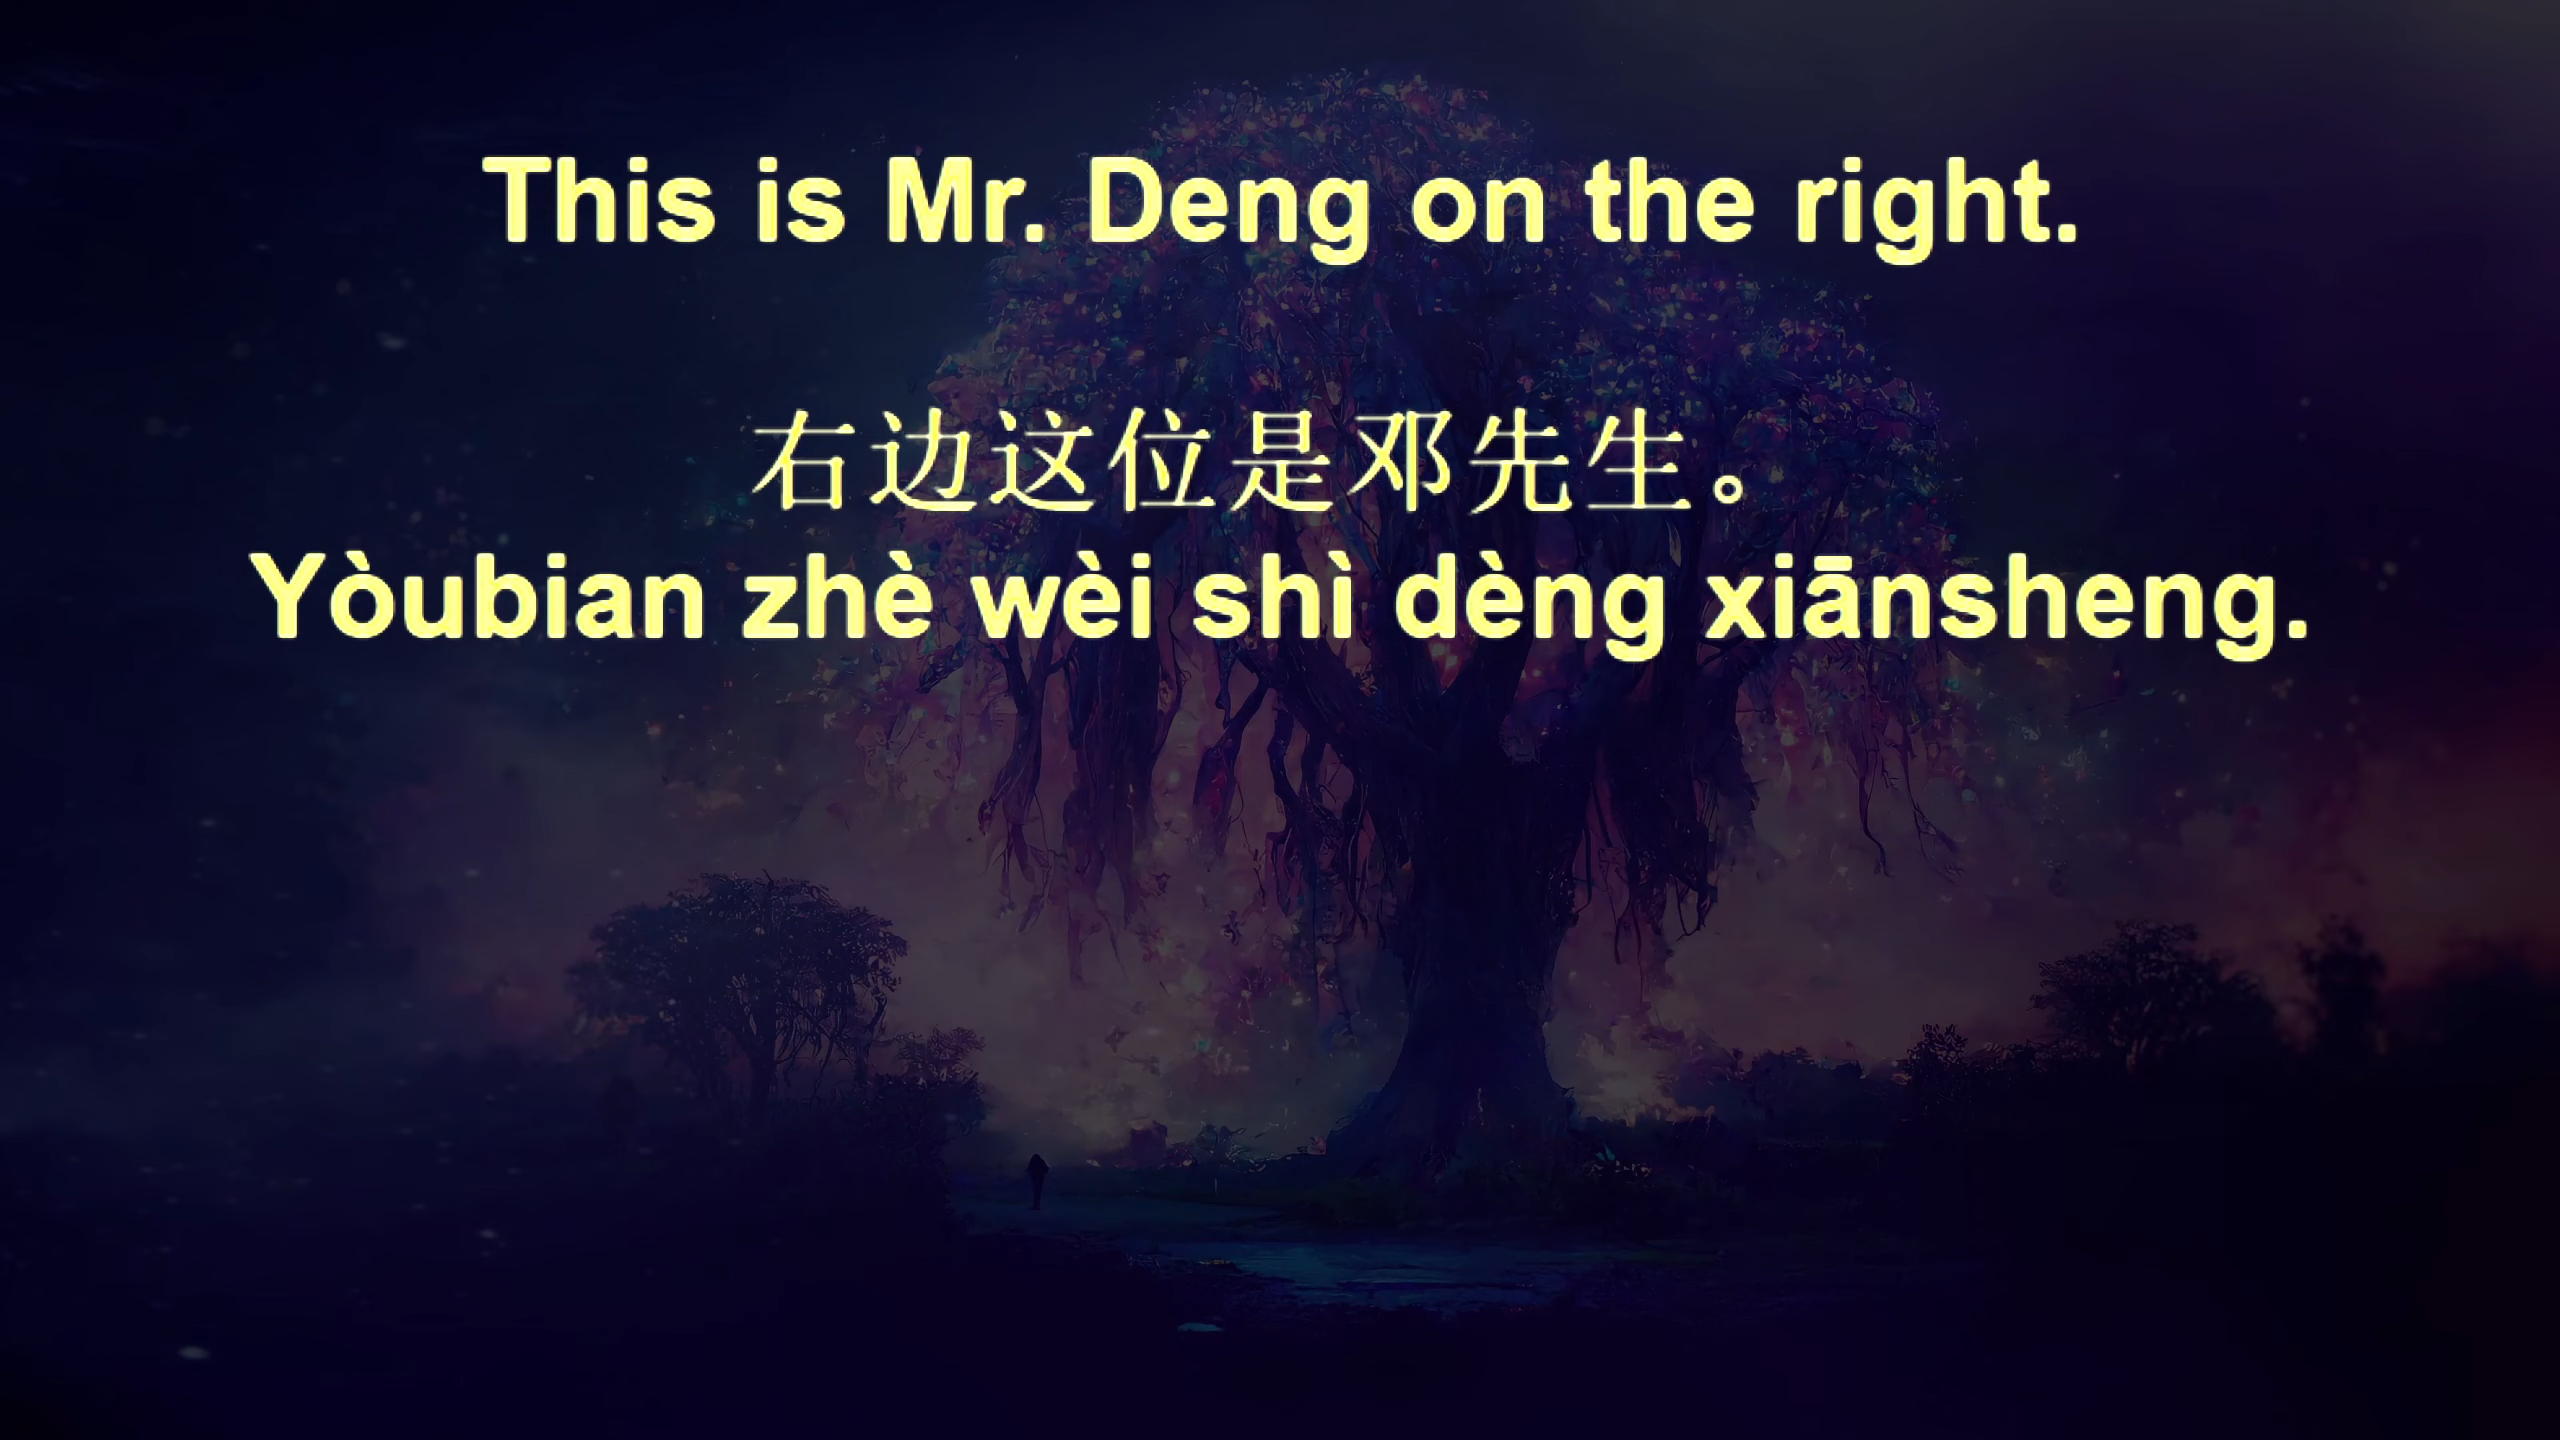 This is Mr. Deng on the right.
右边这位是邓先生。
Yòubian zhè wèi shì dèng xiānsheng.